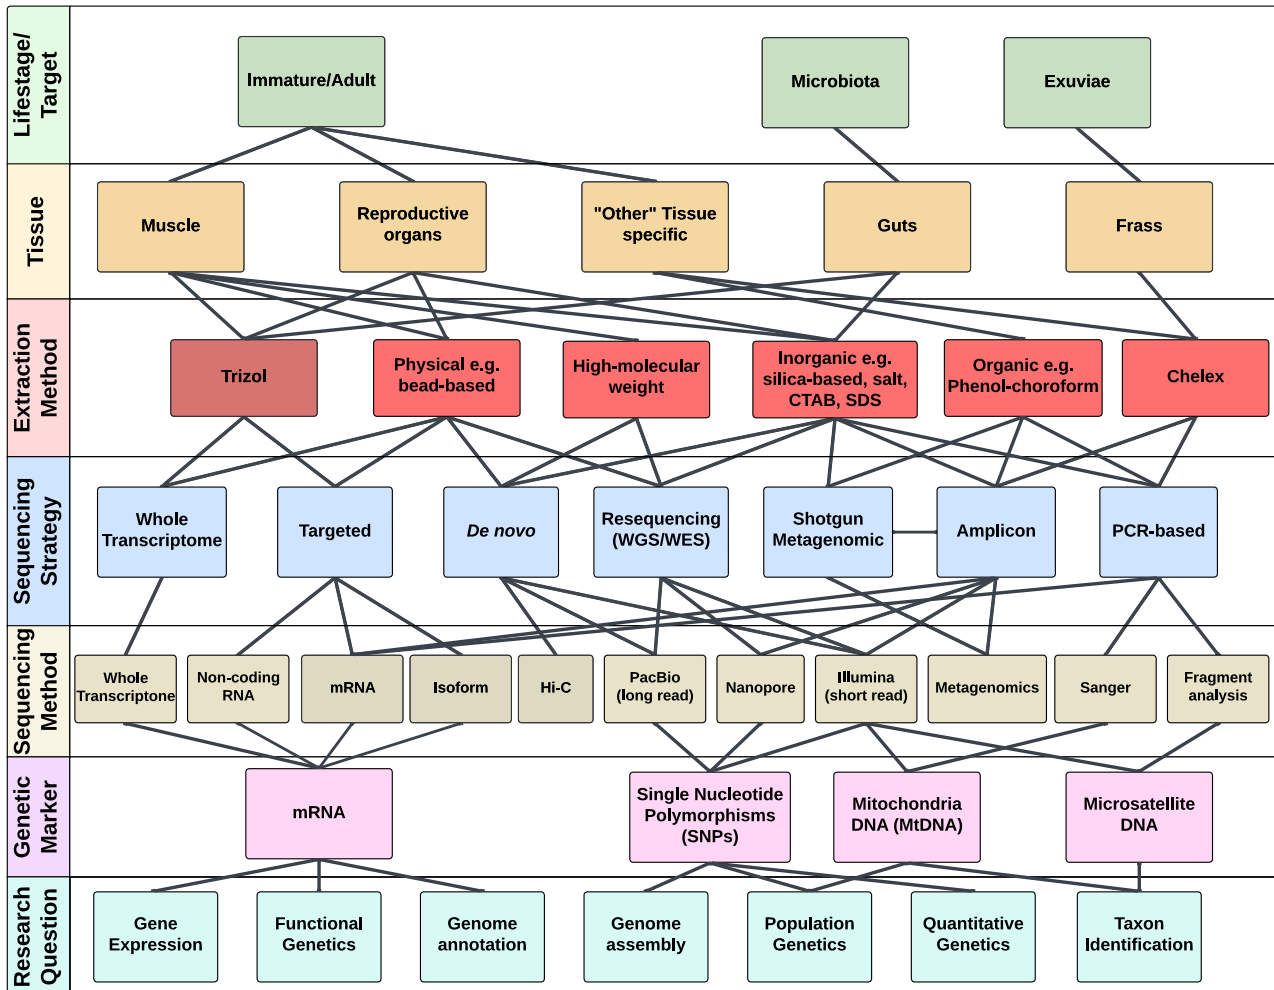 Lifestage/
Target
Immature/Adult
Microbiota
Exuviae
Tissue
Muscle
Reproductive
organs
"Other" Tissue
specific
Guts
Frass
Extraction
Method
Trizol
Physical e.g.
bead-based
High-molecular
weight
Inorganic e.g.
silica-based, salt,
CTAB, SDS
Organic e.g.
Phenol-choroform
Chelex
Sequencing
Strategy
Whole
Transcriptome
Targeted
De novo
Resequencing
(WGS/WES)
Shotgun
Metagenomic
Amplicon
PCR-based
Sequencing
Method
Whole
Transcriptone
Non-coding
RNA
mRNA
Isoform
Hi-C
PacBio
(long read)
Nanopore
Illumina
(short read)
Metagenomics
Sanger
Fragment
analysis
Genetic
Marker
mRNA
Single Nucleotide
Polymorphisms
(SNPs)
Mitochondria
DNA (MtDNA)
Microsatellite
DNA
Research
Question
Gene
Expression
Functional
Genetics
Genome
annotation
Genome
assembly
Population
Genetics
Quantitative
Genetics
Taxon
Identification